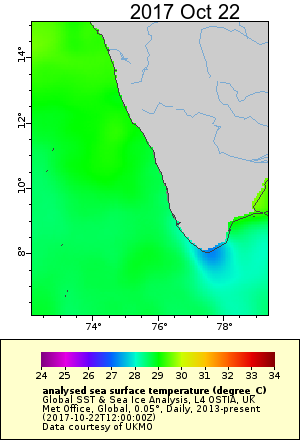 2017 Oct 22
14°
12°
10°
8°
74° 76° 78°
24 25 26 27 28 29 30 31 32 33 34
analysed sea surface temperature (degree_C)
Global SST & Sea Ice Analysis, L4 OSTIA, UK
Met Office, Global, 0.05°, Daily, 2013-present
(2017-10-22T12:00:00Z)
Data courtesy of UKMO